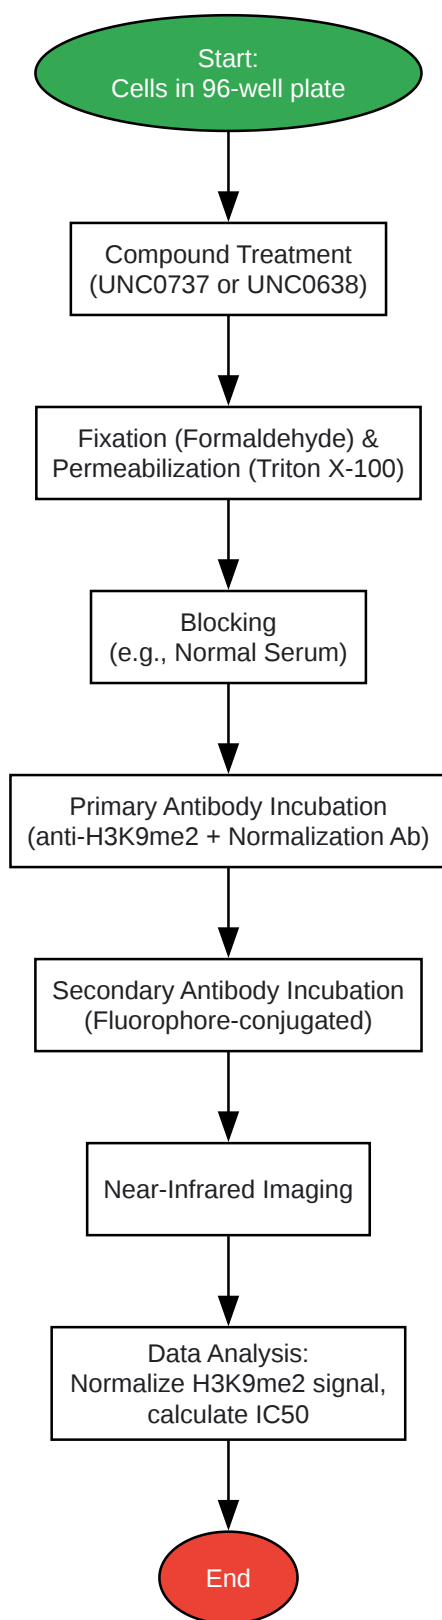 Start:
Cells in 96-well plate
Compound Treatment
(UNC0737 or UNC0638)
Fixation (Formaldehyde) &
Permeabilization (Triton X-100)
Blocking
(e.g., Normal Serum)
Primary Antibody Incubation
(anti-H3K9me2 + Normalization Ab)
Secondary Antibody Incubation
(Fluorophore-conjugated)
Near-Infrared Imaging
Data Analysis:
Normalize H3K9me2 signal,
calculate IC50
End